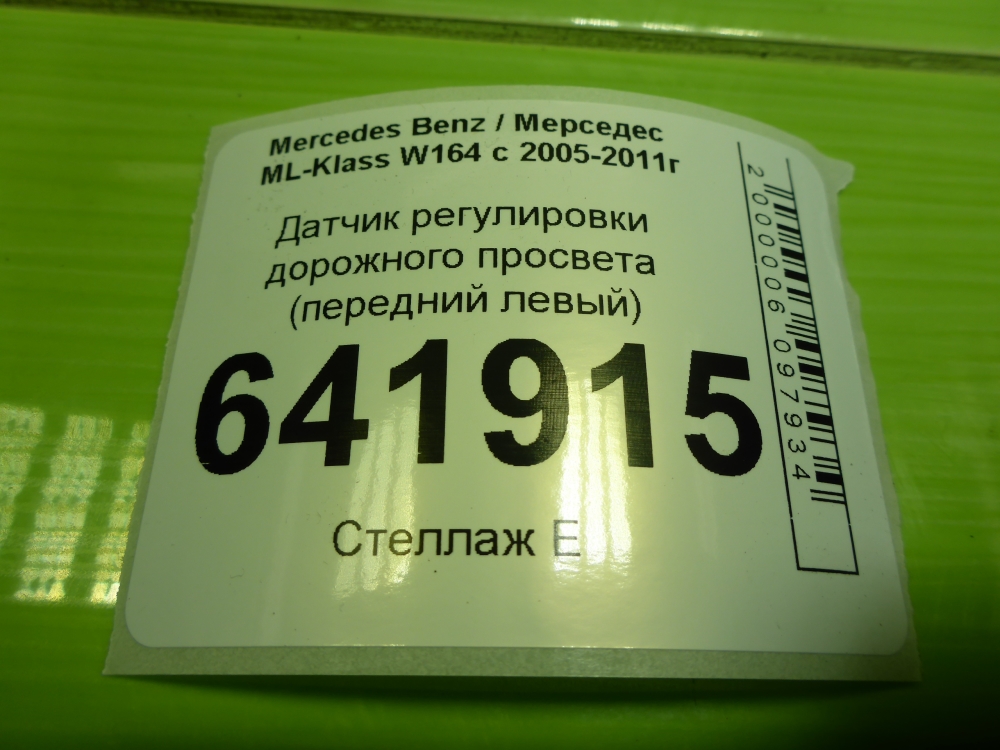 Mercedes Benz / Мерседес
ML-Klass W164 с 2005-2011г
Датчик регулировки
дорожного просвета
(передний левый)
641915
Стеллаж Е
2000006097934